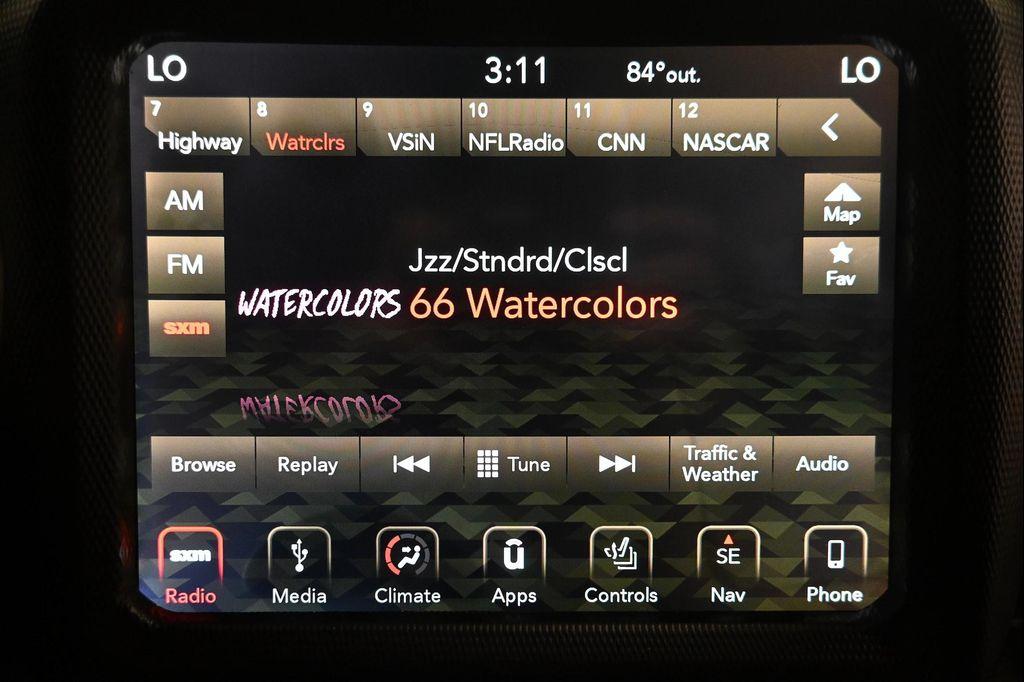 LO 3:11 84°out. LO
7 8 9 10 11 12
Highway Watrclrs VSiN NFLRadio CNN NASCAR
AM
Map
FM
Fav
sxm
Jzz/Stndrd/Clscl
WATERCOLORS 66 Watercolors
WATERCOLORS
Browse Replay Tune Traffic & Weather Audio
sxm SE
Radio Media Climate Apps Controls Nav Phone